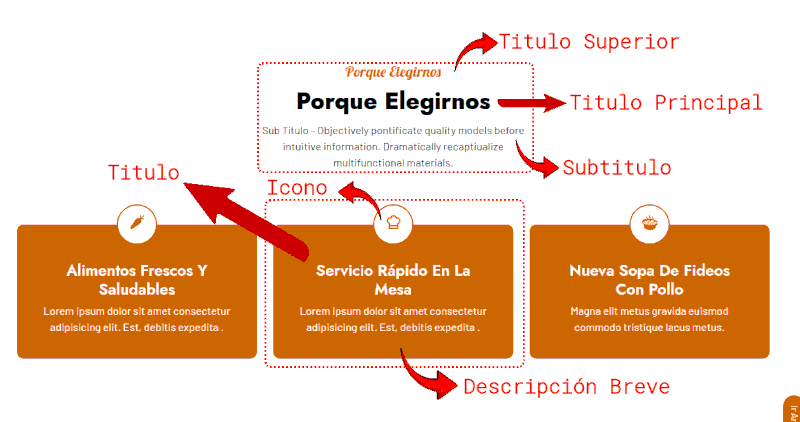 Titulo Superior
Porque Elegirnos
Porque Elegirnos
Titulo Principal
Sub Titulo - Objectively pontificate quality models before
intuitive information. Dramatically recaptiualize
multifunctional materials.
Subtitulo
Titulo
Icono
Alimentos Frescos Y
Saludables
Lorem ipsum dolor sit amet consectetur
adipisicing elit. Est, debitis expedita .
Servicio Rápido En La
Mesa
Lorem ipsum dolor sit amet consectetur
adipisicing elit. Est, debitis expedita .
Nueva Sopa De Fideos
Con Pollo
Magna elit metus gravida euismod
commodo tristique lacus metus.
Descripción Breve